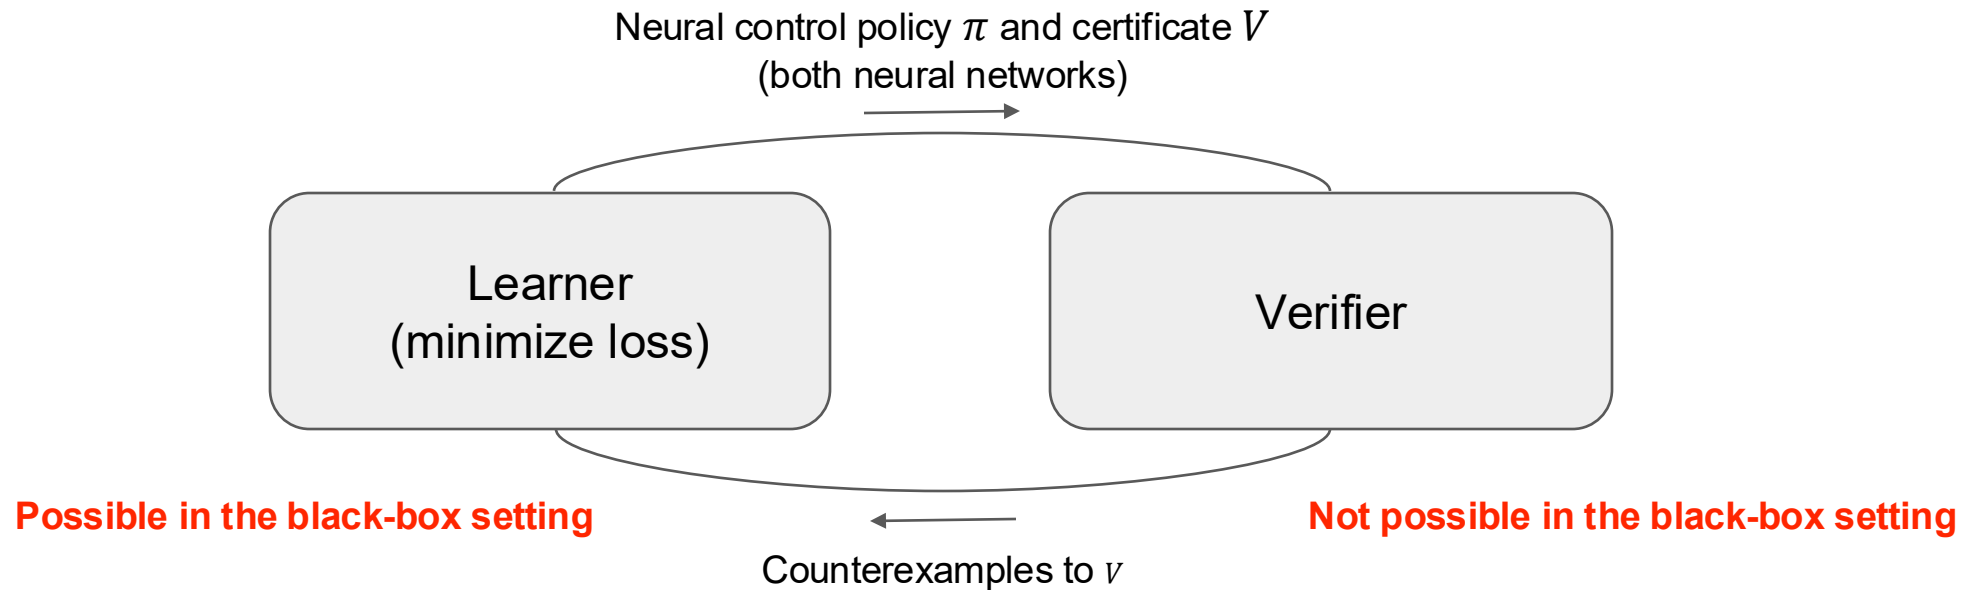 Neural control policy π and certificate V
(both neural networks)
Learner
(minimize loss)
Verifier
Possible in the black-box setting
Not possible in the black-box setting
Counterexamples to V